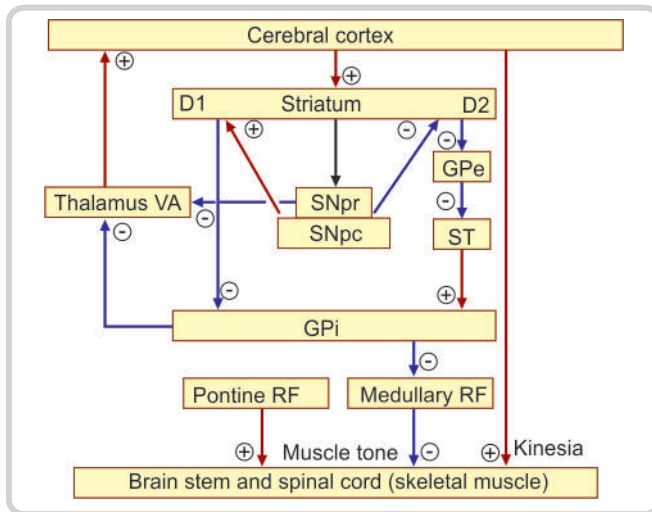 Cerebral cortex
+
+
D1 Striatum D2
+
-
-
GPe
Thalamus VA
-
SNpr
-
SNpc
-
ST
-
+
GPi
-
Pontine RF
Medullary RF
+
Muscle tone
-
+
Kinesia
Brain stem and spinal cord (skeletal muscle)